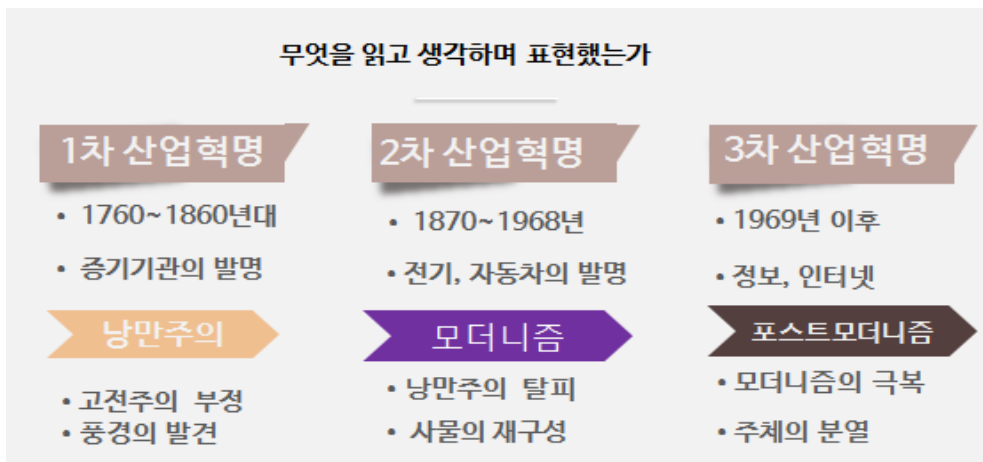 무엇을 읽고 생각하며 표현했는가
1차 산업혁명
• 1760~1860년대
• 증기기관의 발명
낭만주의
• 고전주의 부정
• 풍경의 발견
2차 산업혁명
• 1870~1968년
• 전기, 자동차의 발명
모더니즘
• 낭만주의 탈피
• 사물의 재구성
3차 산업혁명
• 1969년 이후
• 정보, 인터넷
포스트모더니즘
• 모더니즘의 극복
• 주체의 분열